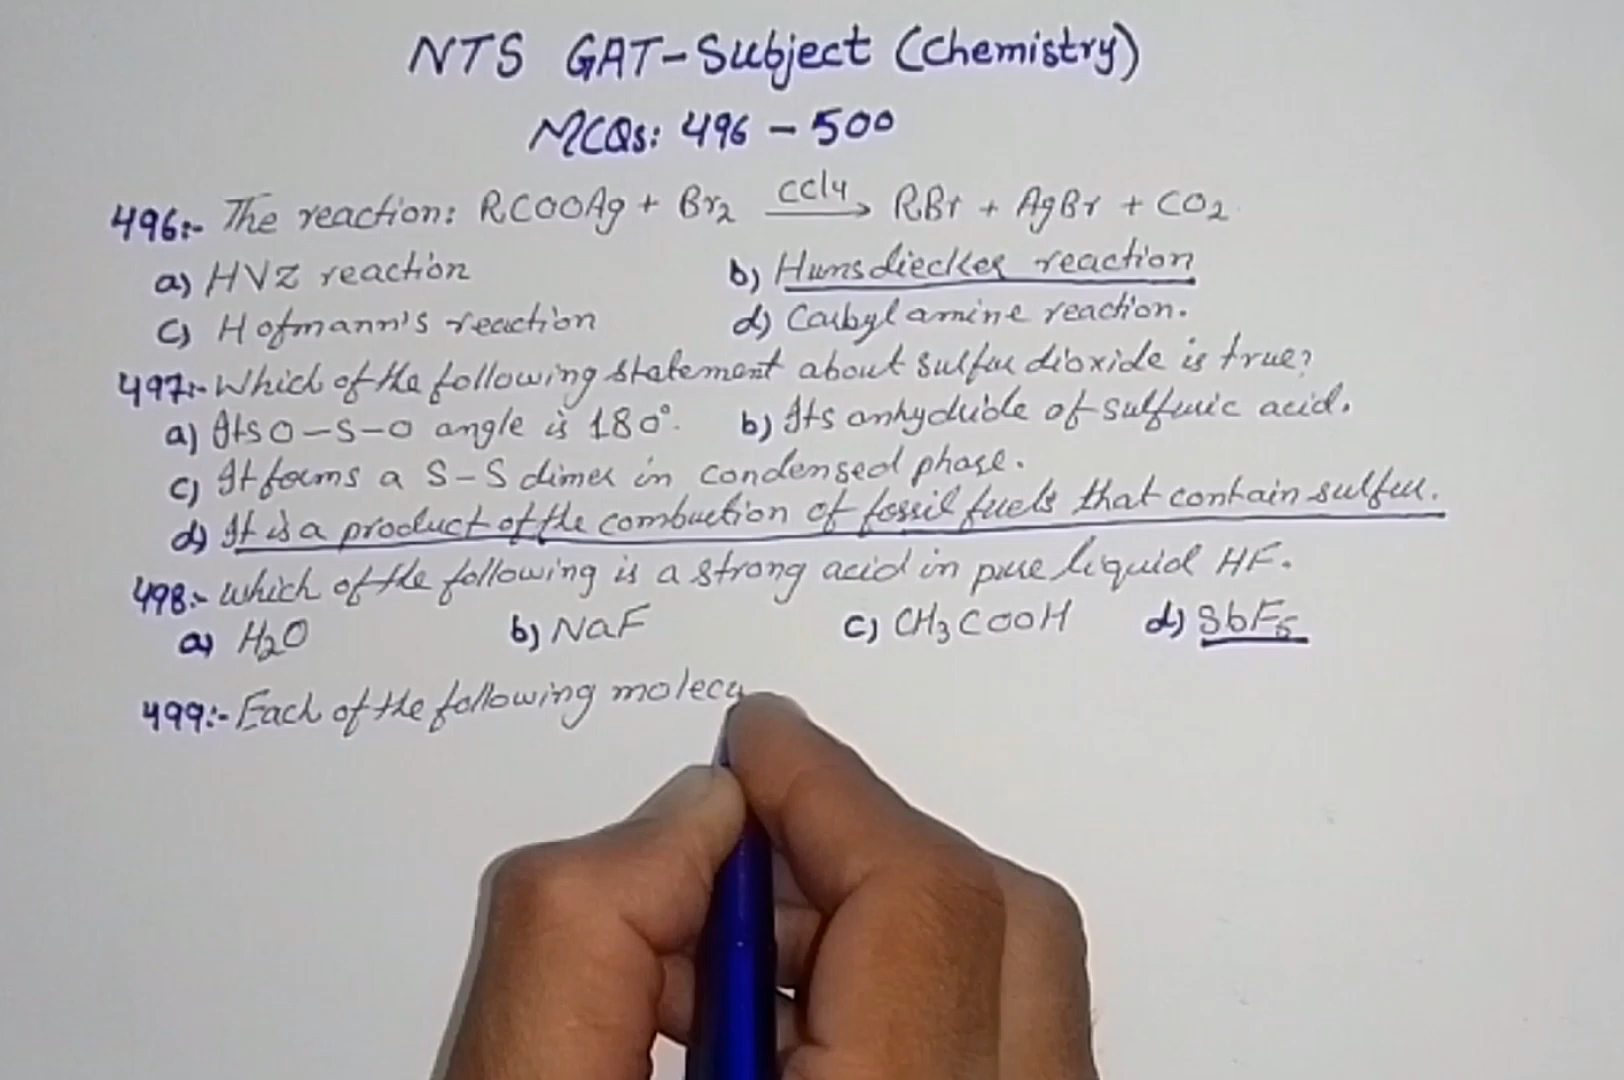 NTS GAT-Subject (Chemistry)
MCQs: 496 - 500
496:- The reaction: RCOOAg + Br2 CCl4 → RBr + AgBr + CO2
a) HVZ reaction b) Hunsdiecker reaction
c) Hofmann's reaction d) Carbylamine reaction.
497:- Which of the following statement about sulfur dioxide is true?
a) Its O-S-O angle is 180°. b) Its anhydride of sulfuric acid.
c) It forms a S-S dimer in condensed phase.
d) It is a product of the combustion of fossil fuels that contain sulfur.
498:- which of the following is a strong acid in pure liquid HF.
a) H2O b) NaF c) CH3COOH d) SbF5
499:- Each of the following molecu